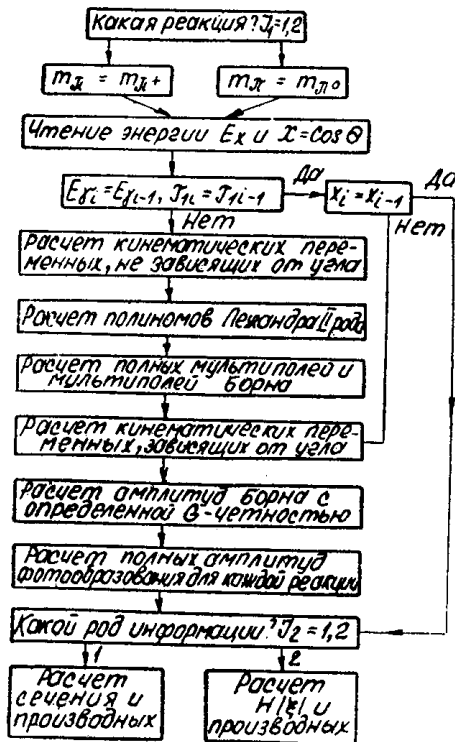 Какая реакция? J₁=1,2
mπ = mπ+
mπ = mπ0
Чтение энергии Eγ и X=cos θ
Eγi = Eγi-1, J1i = J1i-1
Да
xi = xi-1
Да
Нет
Нет
Расчет кинематических пере-
менных, не зависящих от угла
Расчет полиномов Лежандра II рода
Расчет полных мультиполей и
мультиполей Борна
Расчет кинематических пере-
менных, зависящих от угла
Расчет амплитуд Борна с
определенной G-четностью
Расчет полных амплитуд
фотообразования для каждой реакции
Какой род информации? J₂=1,2
1
2
Расчет
сечения и
производных
Расчет
и
производных